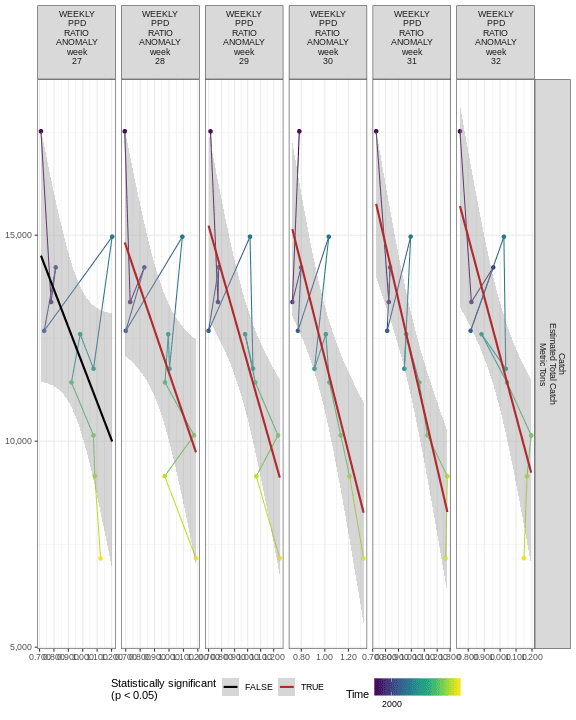 WEEKLY
PPD
RATIO
ANOMALY
week
27
WEEKLY
PPD
RATIO
ANOMALY
week
28
WEEKLY
PPD
RATIO
ANOMALY
week
29
WEEKLY
PPD
RATIO
ANOMALY
week
30
WEEKLY
PPD
RATIO
ANOMALY
week
31
WEEKLY
PPD
RATIO
ANOMALY
week
32
15,000
10,000
5,000
Catch
Estimated Total Catch
Metric Tons
0.80 1.00 1.20
Statistically significant
(p < 0.05)
FALSE
TRUE
Time
2000